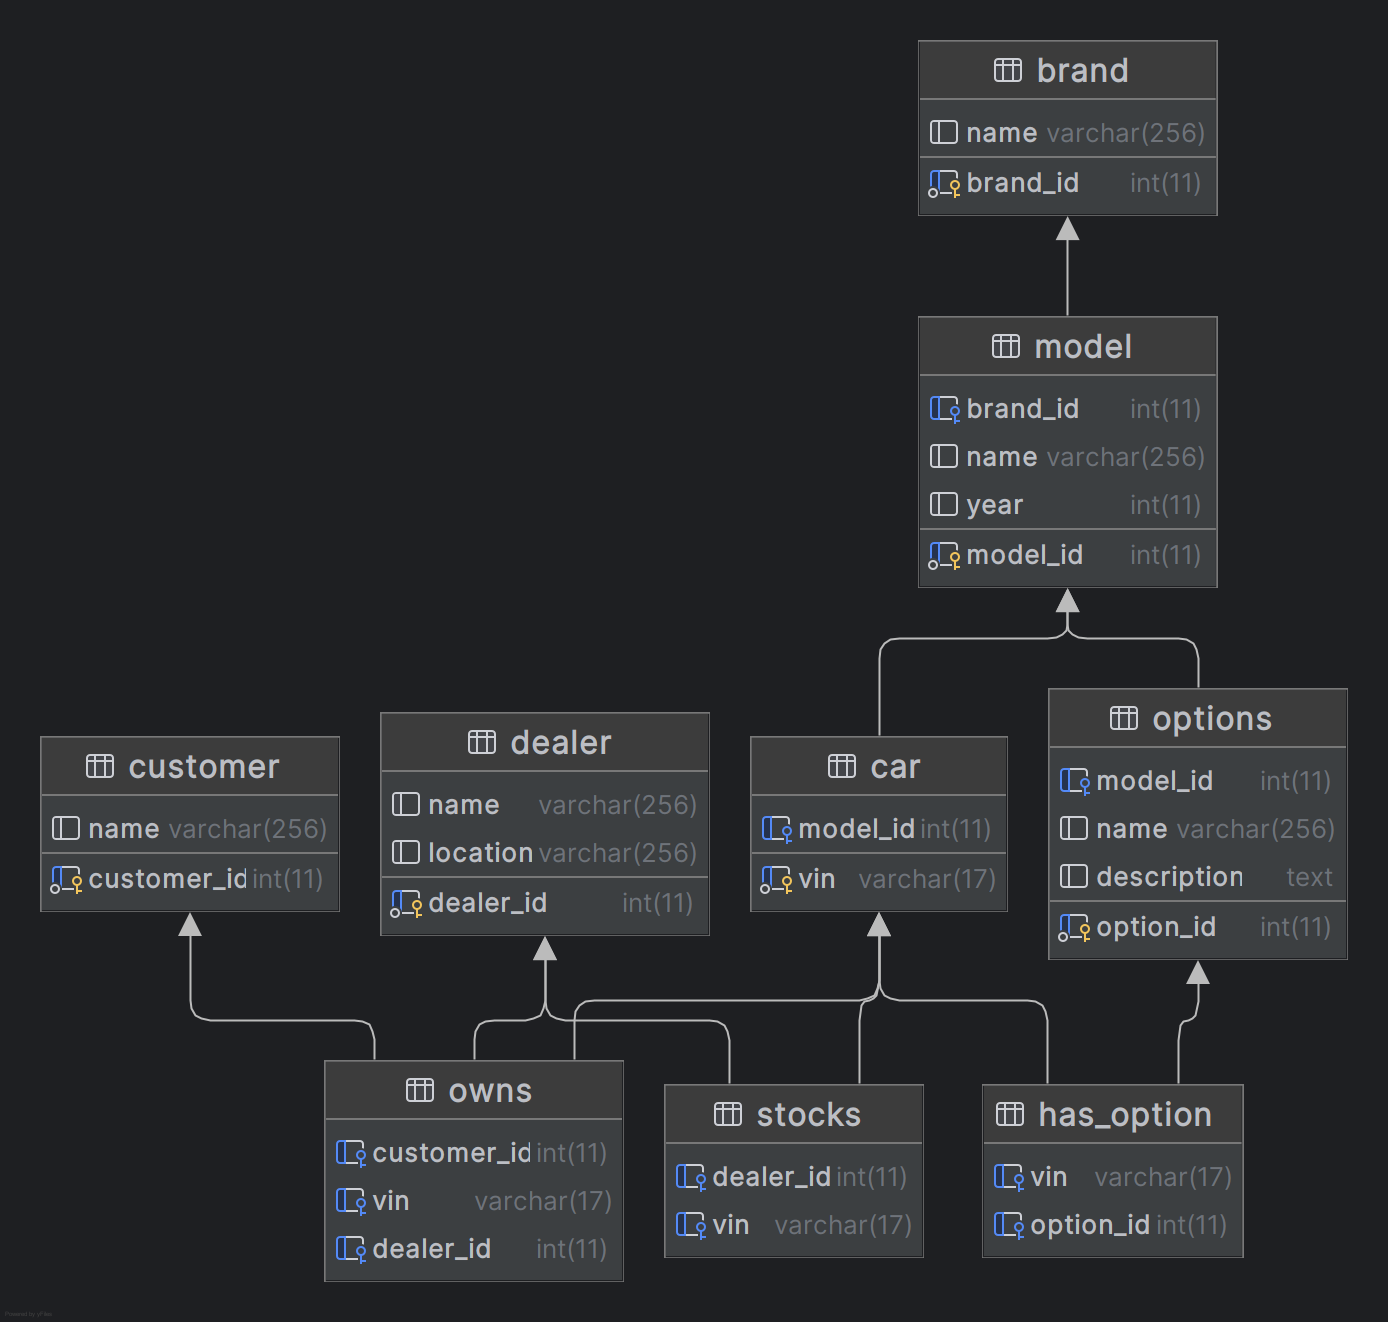 brand
name varchar(256)
brand_id int(11)
model
brand_id int(11)
name varchar(256)
year int(11)
model_id int(11)
customer
name varchar(256)
customer_id int(11)
dealer
name varchar(256)
location varchar(256)
dealer_id int(11)
car
model_id int(11)
vin varchar(17)
options
model_id int(11)
name varchar(256)
description text
option_id int(11)
owns
customer_id int(11)
vin varchar(17)
dealer_id int(11)
stocks
dealer_id int(11)
vin varchar(17)
has_option
vin varchar(17)
option_id int(11)
Powered by yFiles